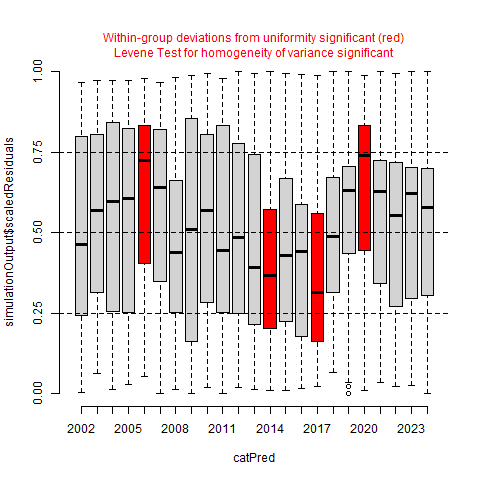 Within-group deviations from uniformity significant (red)
Levene Test for homogeneity of variance significant
simulationOutput$scaledResiduals
1.00
0.75
0.50
0.25
0.00
2002 2005 2008 2011 2014 2017 2020 2023
catPred